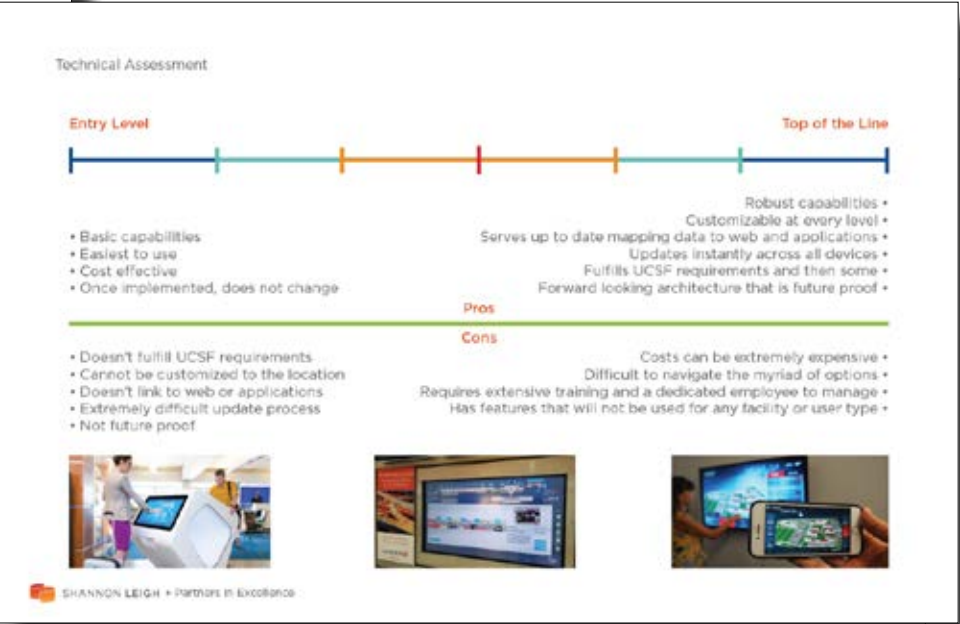 Technical Assessment
Entry Level
Top of the Line
• Basic capabilities
• Easiest to use
• Cost effective
• Once implemented, does not change
Robust capabilities •
Customizable at every level •
Serves up to date mapping data to web and applications •
Updates instantly across all devices •
Fulfills UCSF requirements and then some •
Forward looking architecture that is future proof •
Pros
Cons
• Doesn't fulfill UCSF requirements
• Cannot be customized to the location
• Doesn't link to web or applications
• Extremely difficult update process
• Not future proof
Costs can be extremely expensive •
Difficult to navigate the myriad of options •
Requires extensive training and a dedicated employee to manage •
Has features that will not be used for any facility or user type •
SHANNON LEIGH • Partners in Excellence